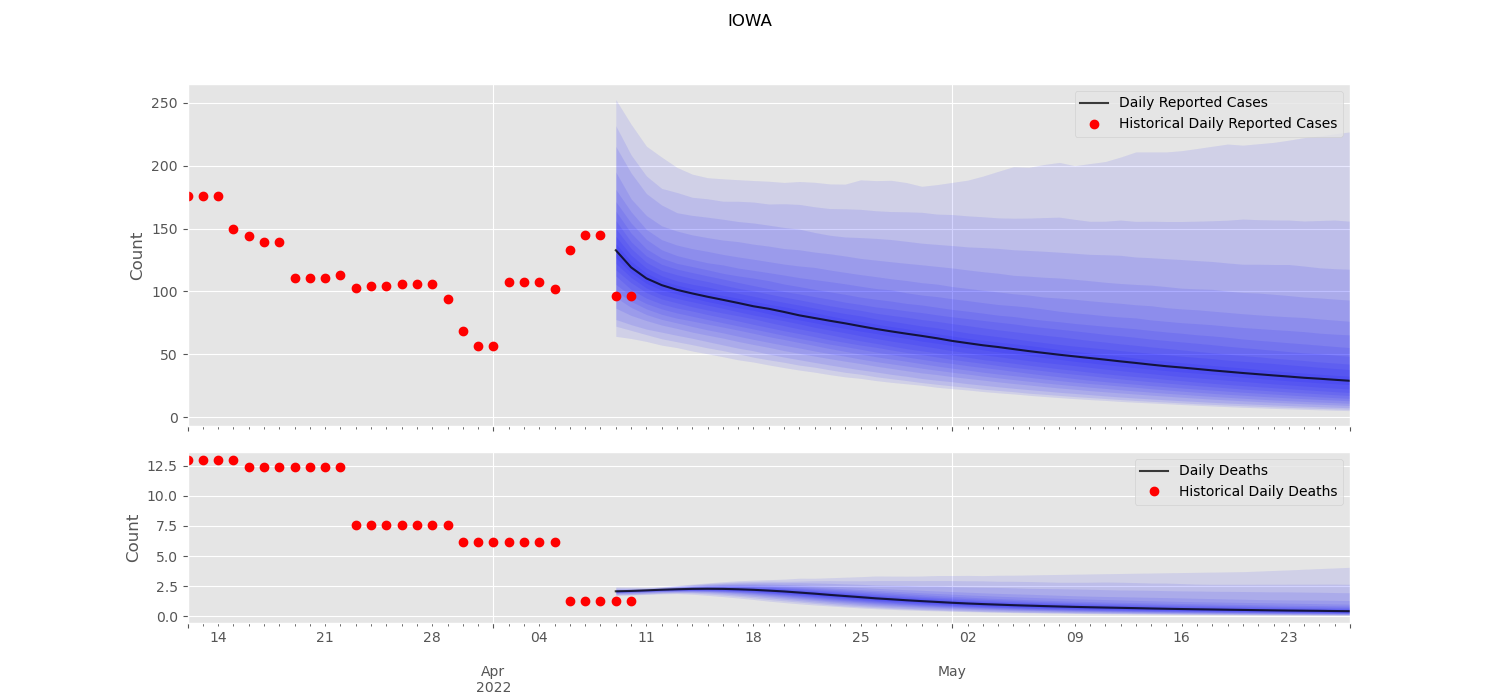 IOWA
250
200
150
100
50
0
Count
Daily Reported Cases
Historical Daily Reported Cases
12.5
10.0
7.5
5.0
2.5
0.0
Count
Daily Deaths
Historical Daily Deaths
14 21 28 04 11 18 25 02 09 16 23
Apr May
2022